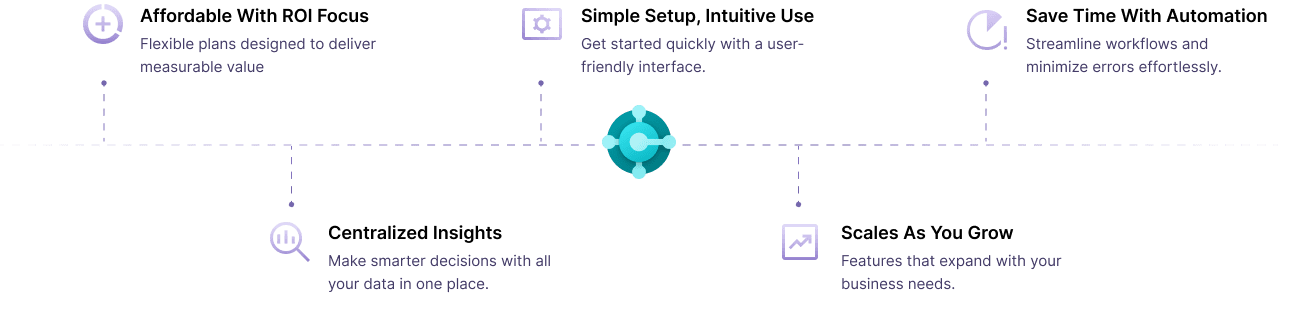 Affordable With ROI Focus
Flexible plans designed to deliver
measurable value
Simple Setup, Intuitive Use
Get started quickly with a user-
friendly interface.
Save Time With Automation
Streamline workflows and
minimize errors effortlessly.
Centralized Insights
Make smarter decisions with all
your data in one place.
Scales As You Grow
Features that expand with your
business needs.